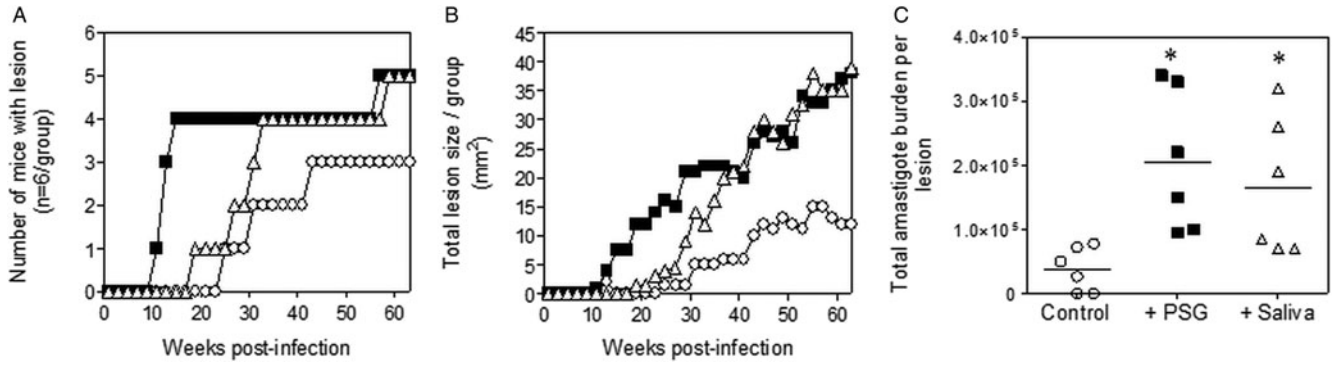 A
Number of mice with lesion
(n=6/group)
6
5
4
3
2
1
0
0 10 20 30 40 50 60
Weeks post-infection
B
Total lesion size / group
(mm²)
45
40
35
30
25
20
15
10
5
0
0 10 20 30 40 50 60
Weeks post-infection
C
Total amastigote burden per
lesion
4.0×10⁵
3.0×10⁵
2.0×10⁵
1.0×10⁵
0
* *
Control + PSG + Saliva